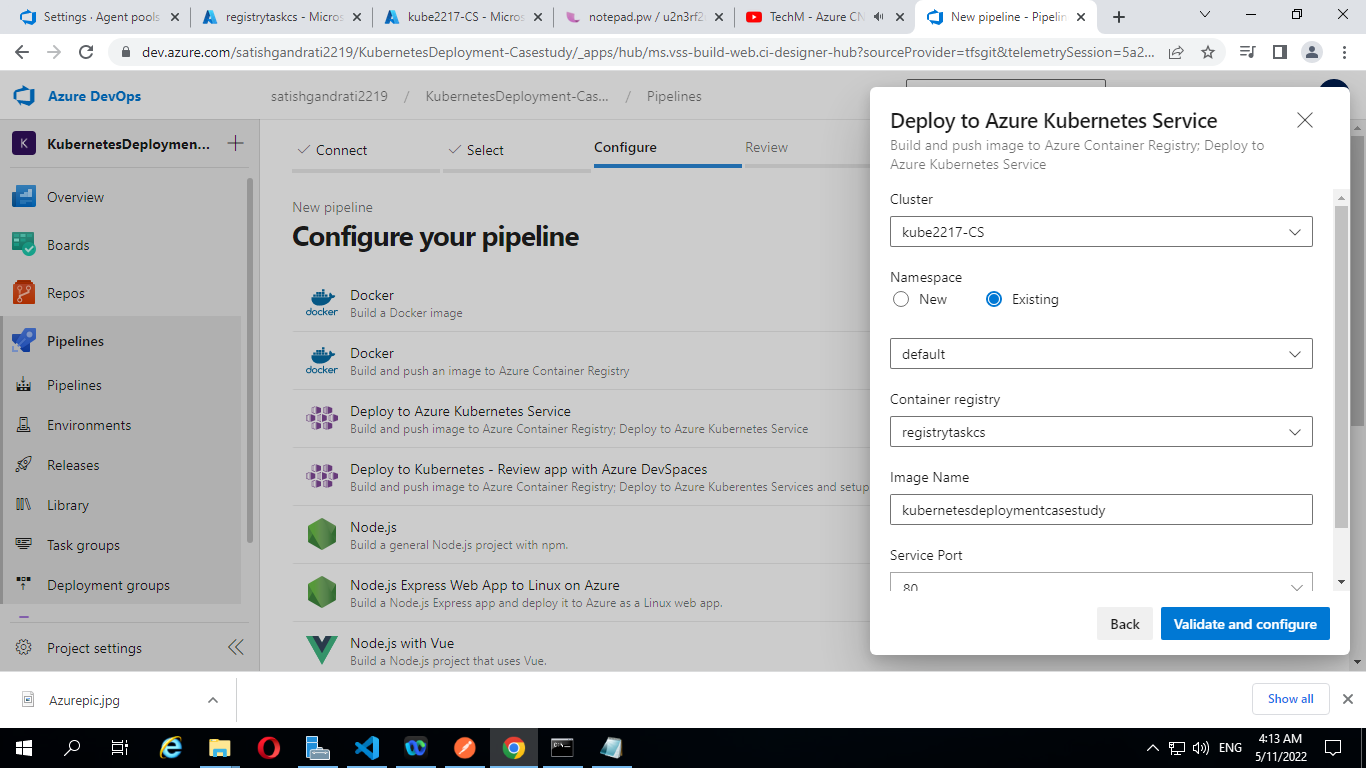 Settings · Agent pools
registrytaskcs - Micros
kube2217-CS - Micros
notepad.pw / u2n3rf2
TechM - Azure CN
New pipeline - Pipelin
dev.azure.com/satishgandrati2219/KubernetesDeployment-Casestudy/_apps/hub/ms.vss-build-web.ci-designer-hub?sourceProvider=tfsgit&telemetrySession=5a2...
Azure DevOps
satishgandrati2219 / KubernetesDeployment-Cas... / Pipelines
K KubernetesDeploymen...
Overview
Boards
Repos
Pipelines
Pipelines
Environments
Releases
Library
Task groups
Deployment groups
Project settings
Connect
Select
Configure
Review
New pipeline
Configure your pipeline
docker
Docker
Build a Docker image
docker
Docker
Build and push an image to Azure Container Registry
Deploy to Azure Kubernetes Service
Build and push image to Azure Container Registry; Deploy to Azure Kubernetes Service
Deploy to Kubernetes - Review app with Azure DevSpaces
Build and push image to Azure Container Registry; Deploy to Azure Kuberentes Services and setup
Node.js
Build a general Node.js project with npm.
Node.js Express Web App to Linux on Azure
Build a Node.js Express app and deploy it to Azure as a Linux web app.
Node.js with Vue
Build a Node.js project that uses Vue.
Deploy to Azure Kubernetes Service
Build and push image to Azure Container Registry; Deploy to
Azure Kubernetes Service
Cluster
kube2217-CS
Namespace
New
Existing
default
Container registry
registrytaskcs
Image Name
kubernetesdeploymentcasestudy
Service Port
80
Back
Validate and configure
Azurepic.jpg
Show all
ENG
4:13 AM
5/11/2022